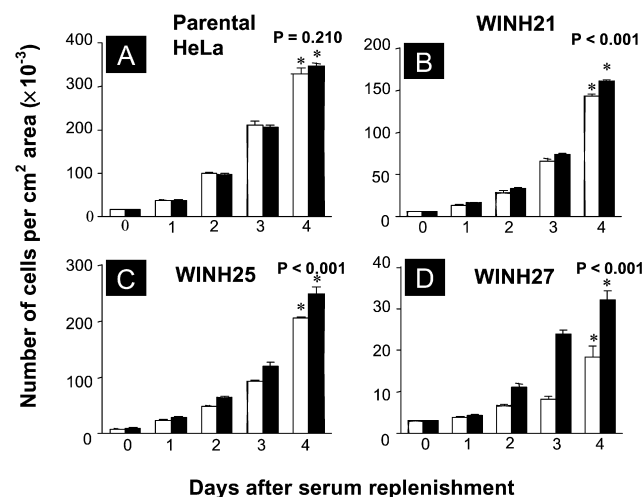 Number of cells per cm² area (×10⁻³)
A
Parental
HeLa
P = 0.210
* *
400
300
200
100
0
0 1 2 3 4
B
WINH21
P < 0.001
* *
200
150
100
50
0
0 1 2 3 4
C
WINH25
P < 0.001
* *
300
200
100
0
0 1 2 3 4
D
WINH27
P < 0.001
* *
40
30
20
10
0
0 1 2 3 4
Days after serum replenishment